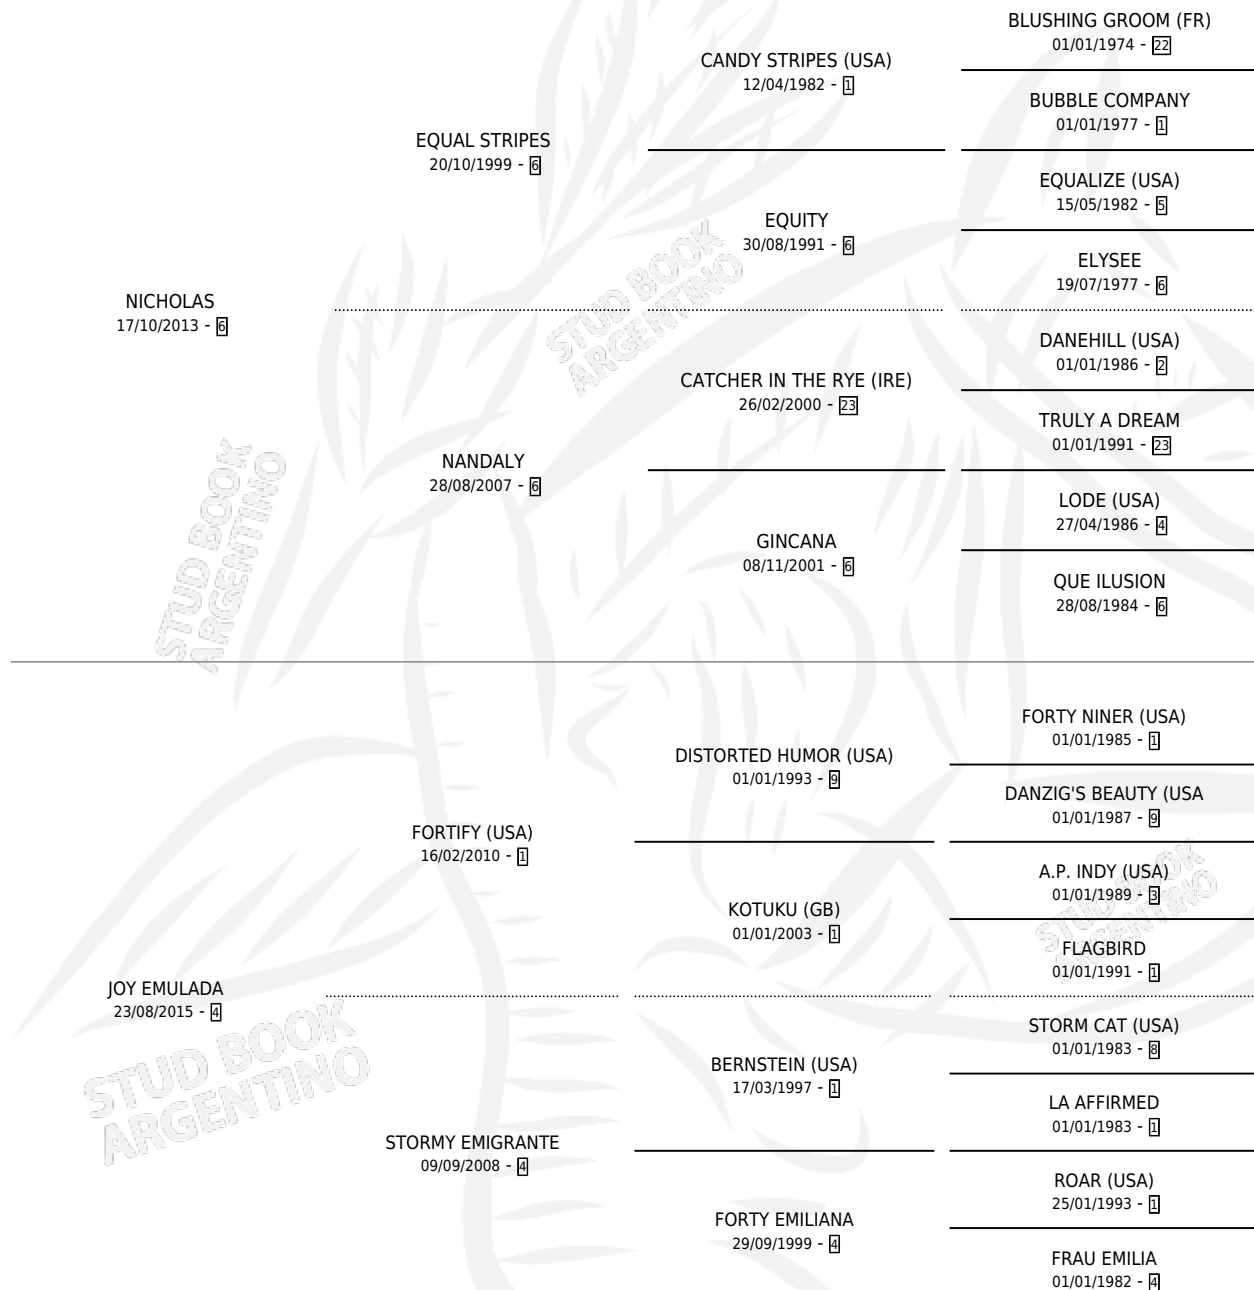 BLUSHING GROOM (FR)
01/01/1974 - 22
CANDY STRIPES (USA)
12/04/1982 - 1
BUBBLE COMPANY
01/01/1977 - 1
EQUAL STRIPES
20/10/1999 - 6
EQUALIZE (USA)
15/05/1982 - 5
EQUITY
30/08/1991 - 6
ELYSEE
19/07/1977 - 6
NICHOLAS
17/10/2013 - 6
DANEHILL (USA)
01/01/1986 - 2
CATCHER IN THE RYE (IRE)
26/02/2000 - 23
TRULY A DREAM
01/01/1991 - 23
NANDALY
28/08/2007 - 6
LODE (USA)
27/04/1986 - 4
GINCANA
08/11/2001 - 6
QUE ILUSION
28/08/1984 - 6
STUD BOOK
ARGENTINO
STUD BOOK
ARGENTINO
FORTY NINER (USA)
01/01/1985 - 1
DISTORTED HUMOR (USA)
01/01/1993 - 9
DANZIG'S BEAUTY (USA
01/01/1987 - 9
FORTIFY (USA)
16/02/2010 - 1
A.P. INDY (USA)
01/01/1989 - 3
KOTUKU (GB)
01/01/2003 - 1
FLAGBIRD
01/01/1991 - 1
STUD BOOK
ARGENTINO
JOY EMULADA
23/08/2015 - 4
STORM CAT (USA)
01/01/1983 - 8
BERNSTEIN (USA)
17/03/1997 - 1
LA AFFIRMED
01/01/1983 - 1
STUD BOOK
ARGENTINO
STORMY EMIGRANTE
09/09/2008 - 4
ROAR (USA)
25/01/1993 - 1
FORTY EMILIANA
29/09/1999 - 4
FRAU EMILIA
01/01/1982 - 4